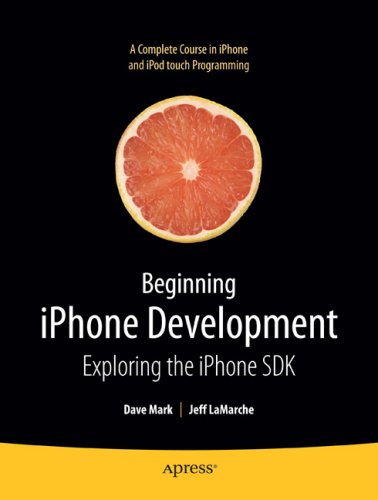 A Complete Course in iPhone
and iPod touch Programming
Beginning
iPhone Development
Exploring the iPhone SDK
Dave Mark | Jeff LaMarche
Apress®